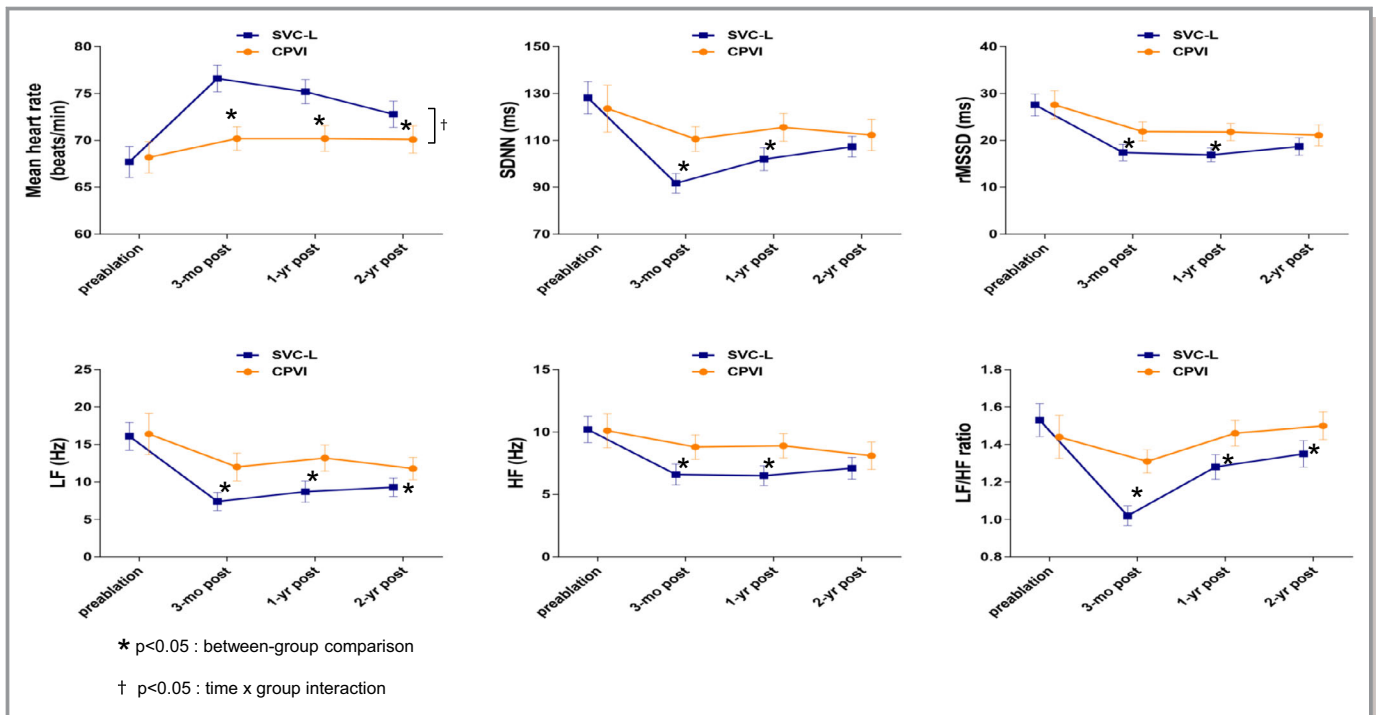 SVC-L
CPVI
Mean heart rate
(beats/min)
80
75
70
65
60
*
*
*
†
preablation
3-mo post
1-yr post
2-yr post
SVC-L
CPVI
SDNN (ms)
150
130
110
90
70
*
*
preablation
3-mo post
1-yr post
2-yr post
SVC-L
CPVI
rMSSD (ms)
40
30
20
10
0
*
*
preablation
3-mo post
1-yr post
2-yr post
SVC-L
CPVI
LF (Hz)
25
20
15
10
5
0
*
*
*
preablation
3-mo post
1-yr post
2-yr post
SVC-L
CPVI
HF (Hz)
15
10
5
0
*
*
preablation
3-mo post
1-yr post
2-yr post
SVC-L
CPVI
LF/HF ratio
1.8
1.6
1.4
1.2
1.0
0.8
*
*
*
preablation
3-mo post
1-yr post
2-yr post
* p<0.05 : between-group comparison
† p<0.05 : time x group interaction